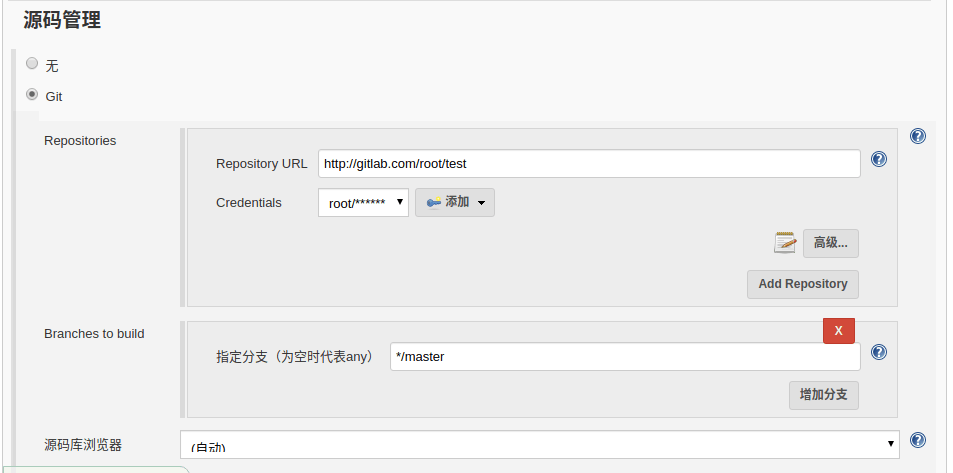 源码管理
无
Git
Repositories
Repository URL http://gitlab.com/root/test
Credentials root/****** 添加
高级...
Add Repository
Branches to build
X
指定分支（为空时代表any） */master
增加分支
源码库浏览器 (自动)